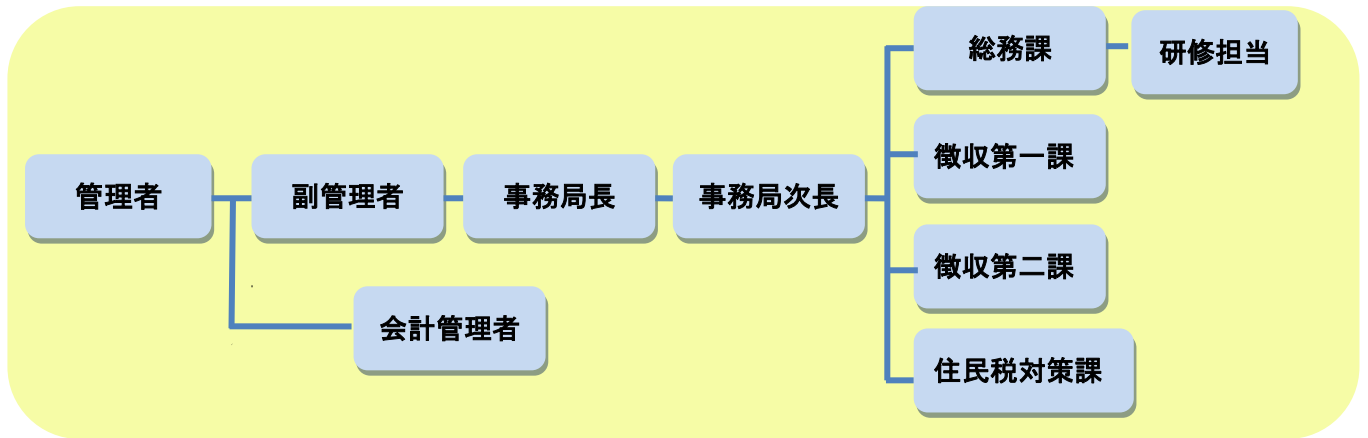 管理者
副管理者
事務局長
事務局次長
会計管理者
総務課
研修担当
徴収第一課
徴収第二課
住民税対策課